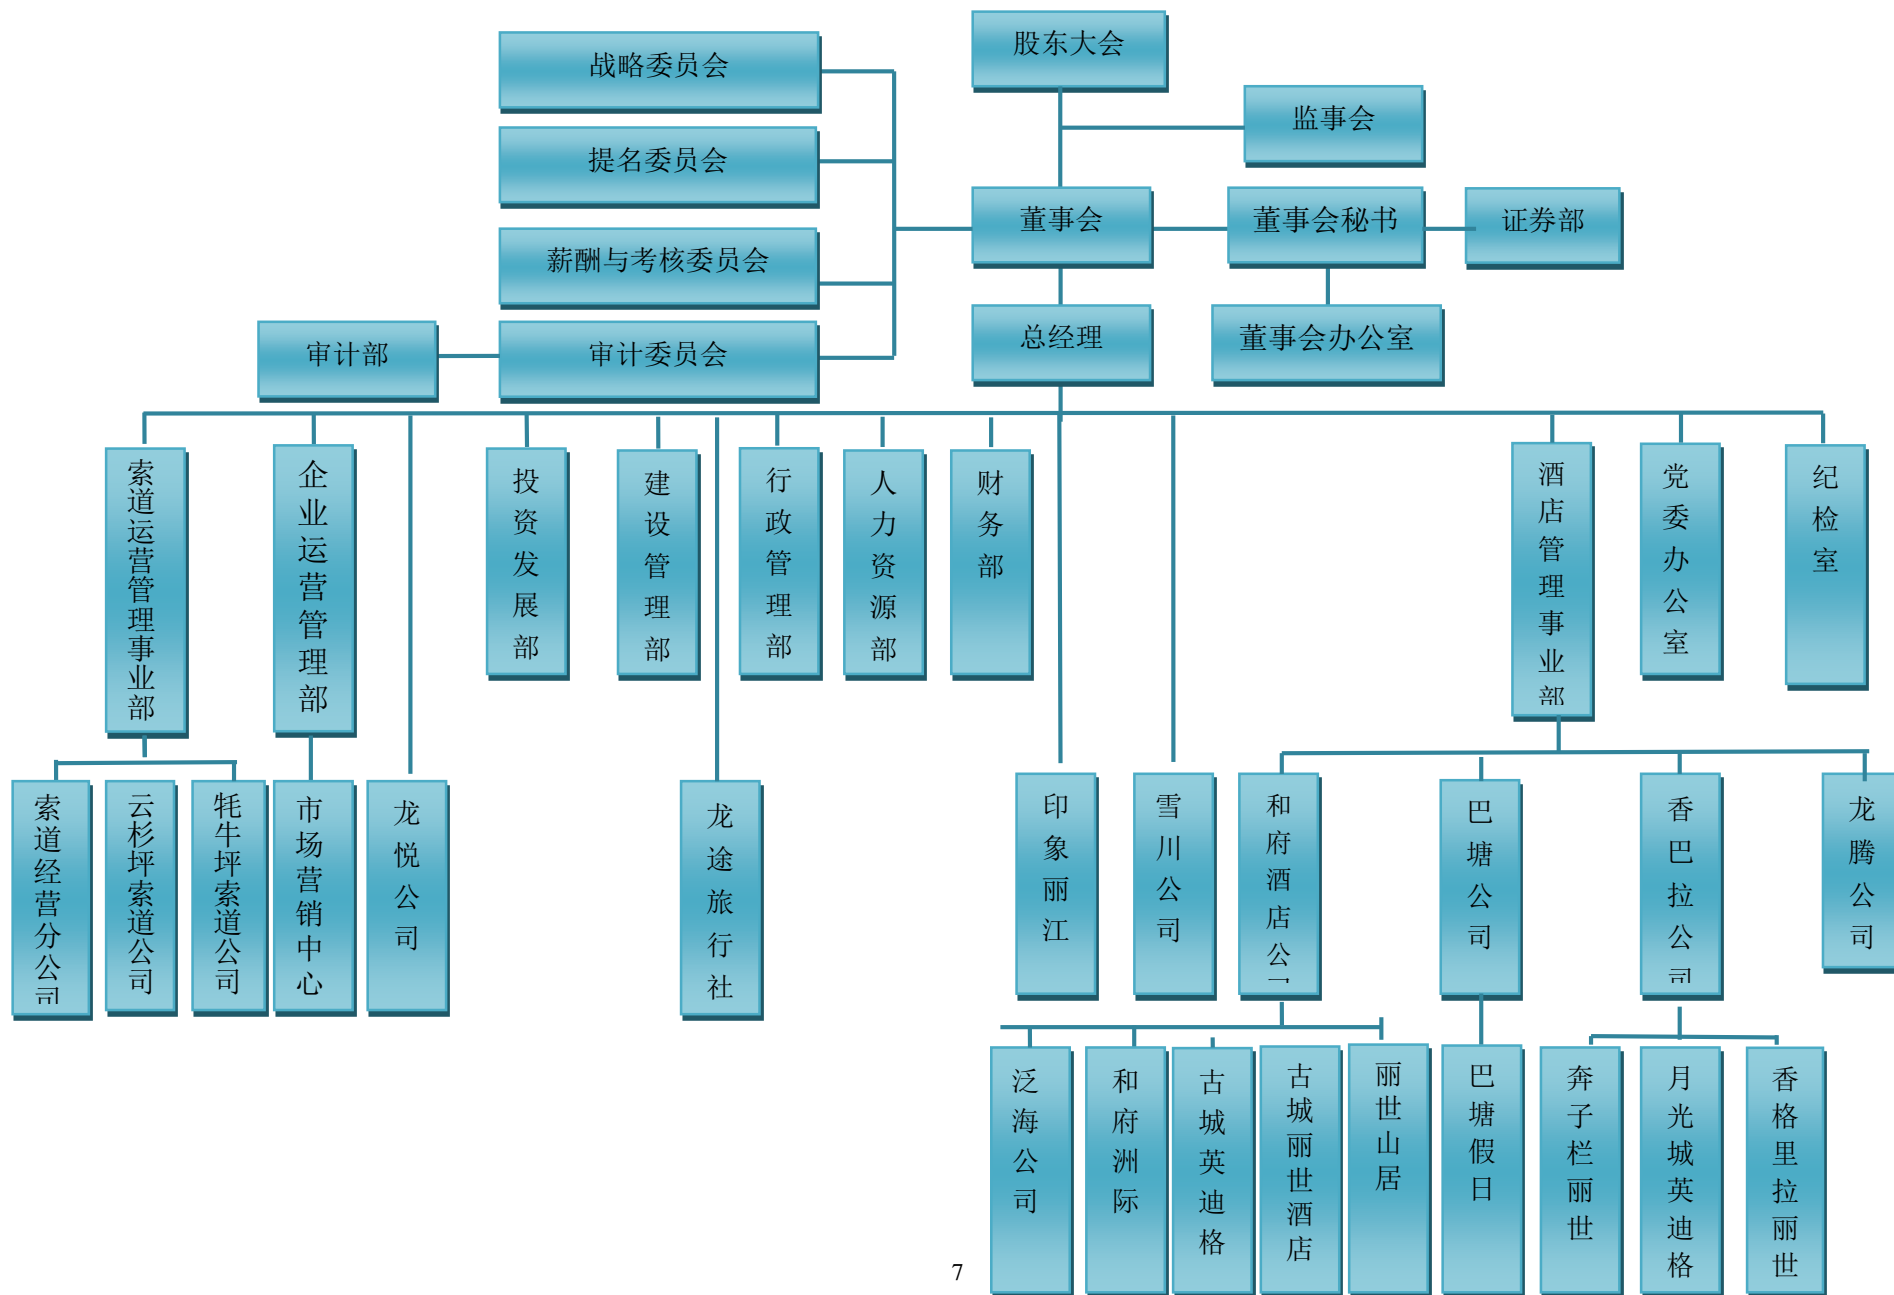 股东大会
战略委员会
监事会
提名委员会
董事会
董事会秘书
证券部
薪酬与考核委员会
总经理
董事会办公室
审计部
审计委员会
索道运营管理事业部
企业运营管理部
投资发展部
建设管理部
行政管理部
人力资源部
财务部
酒店管理事业部
党委办公室
纪检室
索道经营分公司
云杉坪索道公司
牦牛坪索道公司
市场营销中心
龙悦公司
龙途旅行社
印象丽江
雪川公司
和府酒店公
巴塘公司
香巴拉公司
龙腾公司
泛海公司
和府洲际
古城英迪格
古城丽世酒店
丽世山居
巴塘假日
奔子栏丽世
月光城英迪格
香格里拉丽世
7